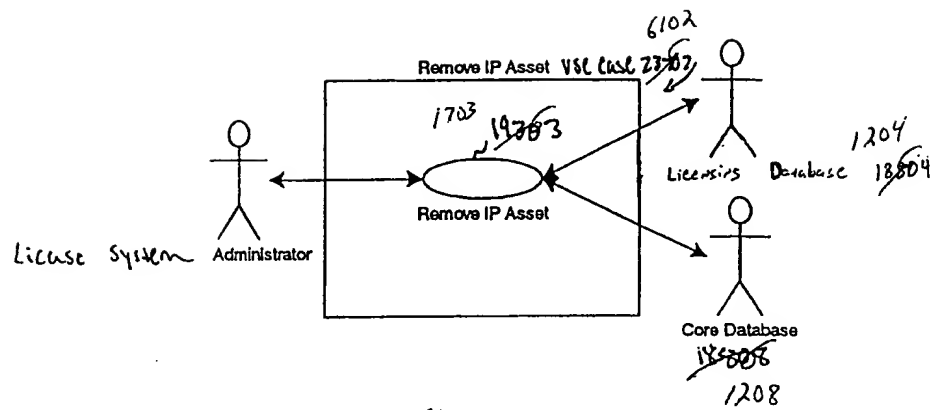 6102
Remove IP Asset Use Case
1703
Remove IP Asset
License System Administrator
1204
Licensing Database 18804
Core Database
1208